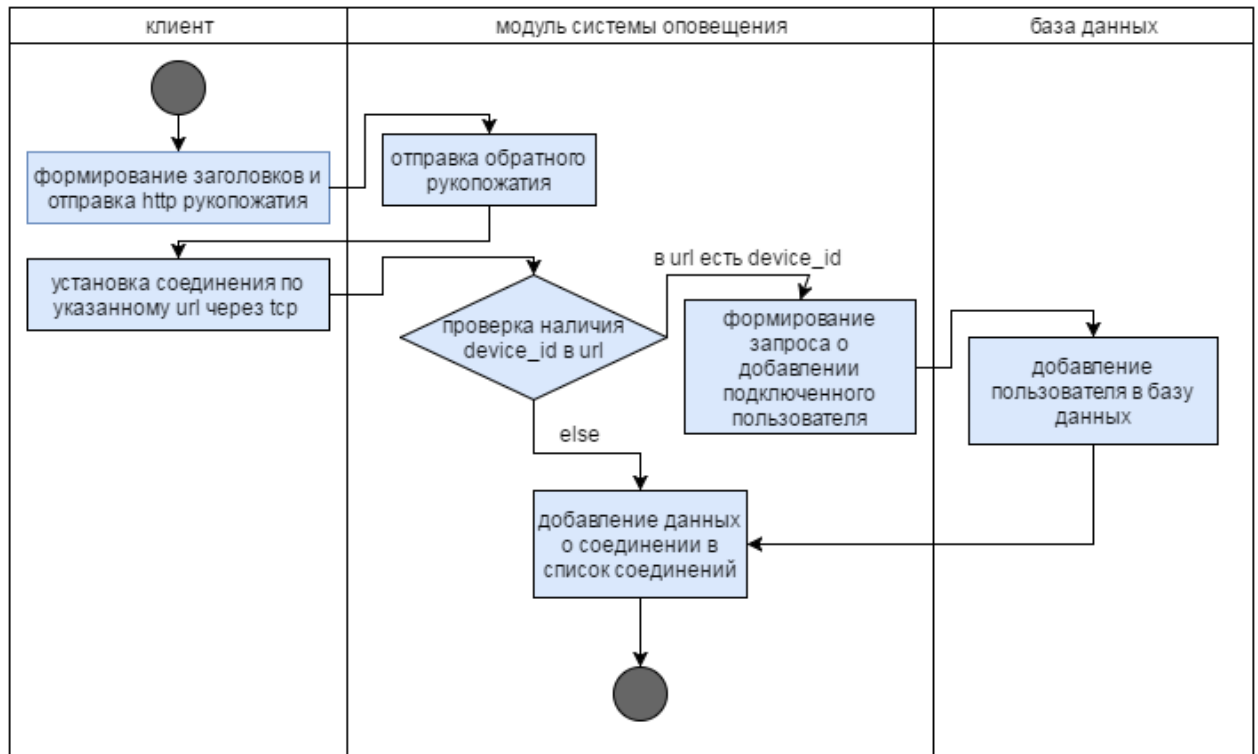 клиент
модуль системы оповещения
база данных
формирование заголовков и
отправка http рукопожатия
отправка обратного
рукопожатия
установка соединения по
указанному url через tcp
проверка наличия
device_id в url
в url есть device_id
формирование
запроса о
добавлении
подключенного
пользователя
добавление
пользователя в базу
данных
else
добавление данных
о соединении в
список соединений